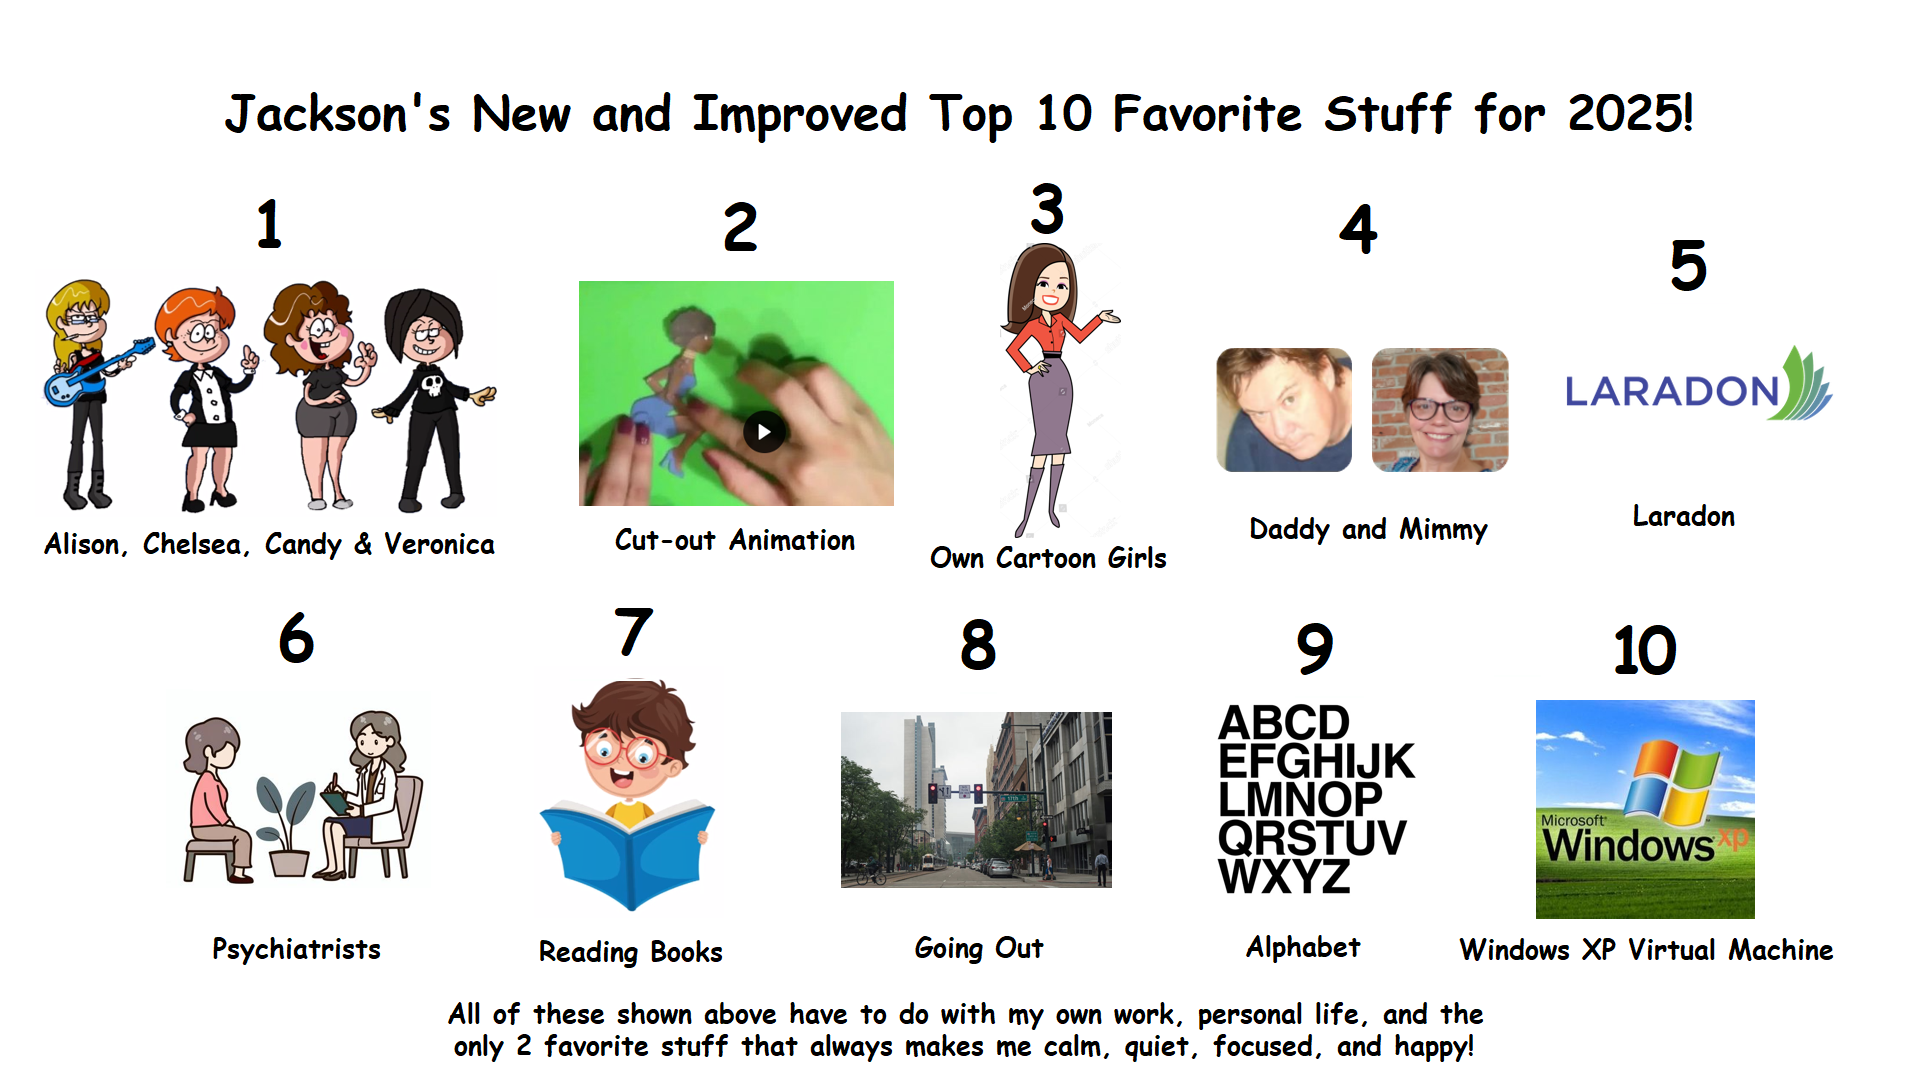 Jackson's New and Improved Top 10 Favorite Stuff for 2025!
1
2
3
4
5
Alison, Chelsea, Candy & Veronica
Cut-out Animation
Own Cartoon Girls
Daddy and Mimmy
LARADON
Laradon
6
7
8
9
10
Psychiatrists
Reading Books
Going Out
ABCD
EFGHIJK
LMNOP
QRSTUV
WXYZ
Alphabet
Microsoft
Windows xp
Windows XP Virtual Machine
All of these shown above have to do with my own work, personal life, and the
only 2 favorite stuff that always makes me calm, quiet, focused, and happy!